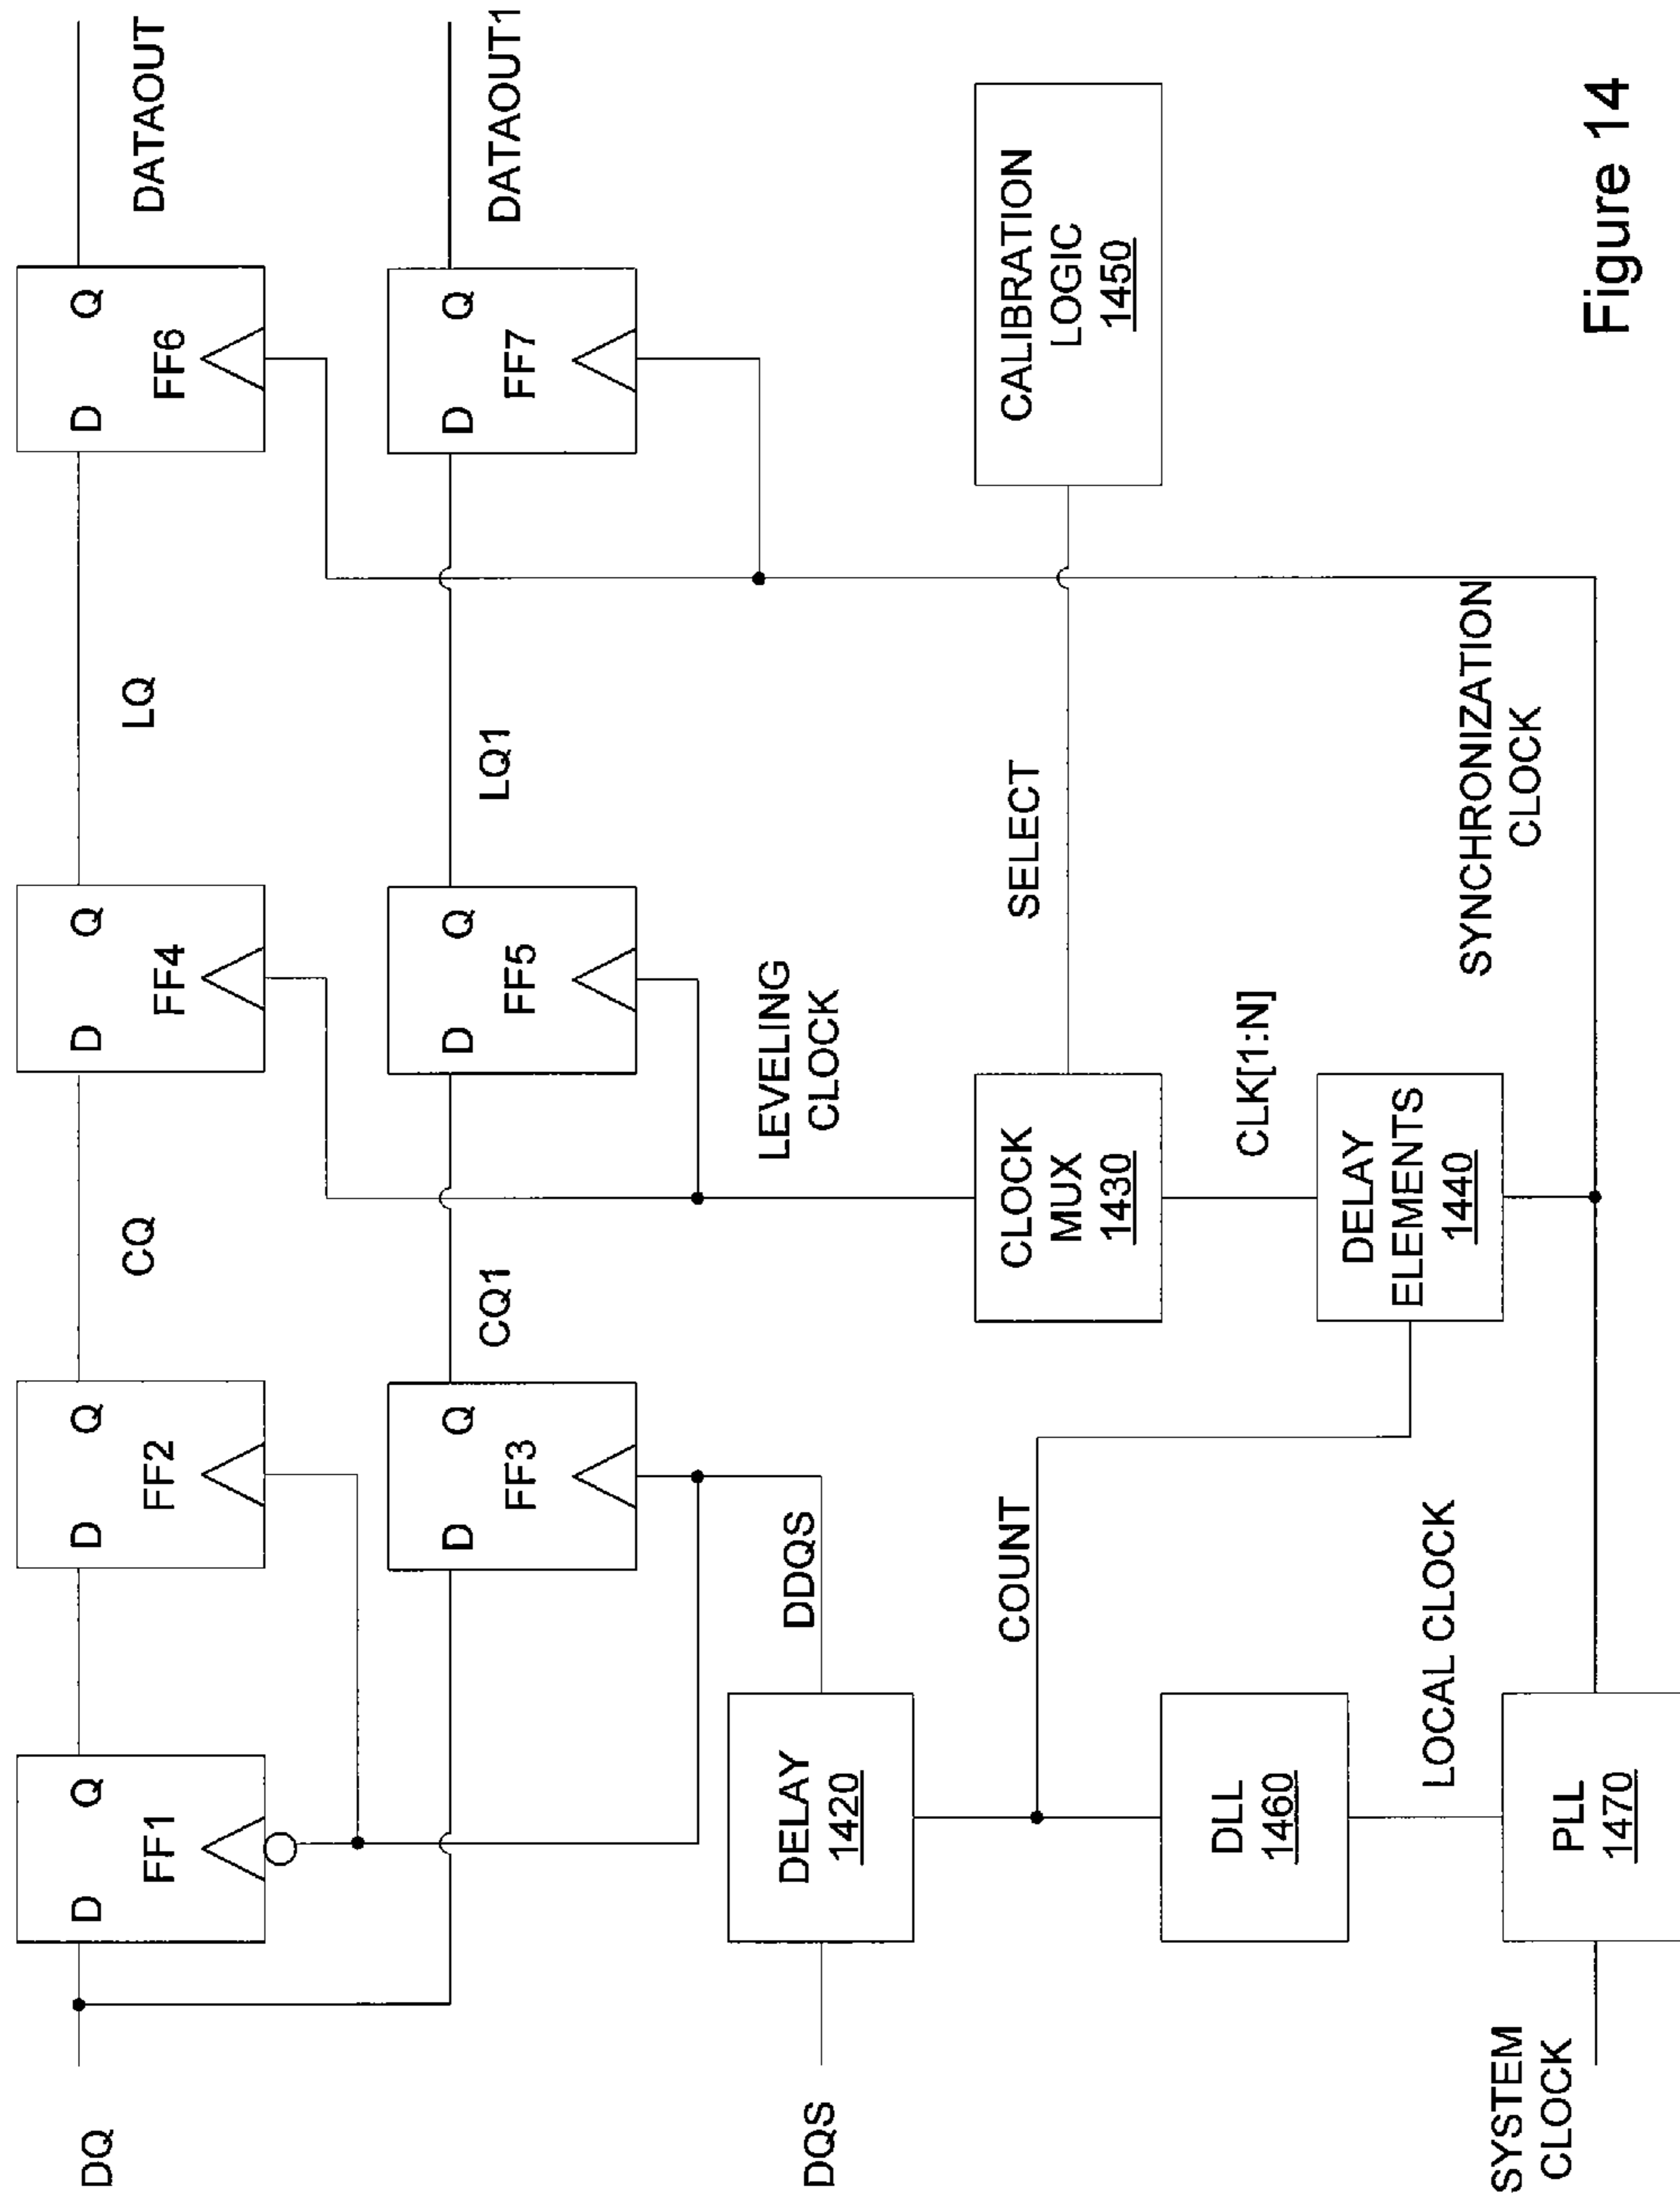 DQ
D
Q
FF1
D
Q
FF2
CQ
D
Q
FF4
LQ
D
Q
FF6
DATAOUT
D
Q
FF3
CQ1
D
Q
FF5
LQ1
D
Q
FF7
DATAOUT1
DQS
DELAY
1420
DDQS
LEVELING
CLOCK
COUNT
CLOCK
MUX
1430
SELECT
CALIBRATION
LOGIC
1450
DLL
1460
CLK[1:N]
LOCAL CLOCK
DELAY
ELEMENTS
1440
SYNCHRONIZATION
CLOCK
SYSTEM
CLOCK
PLL
1470
Figure 14